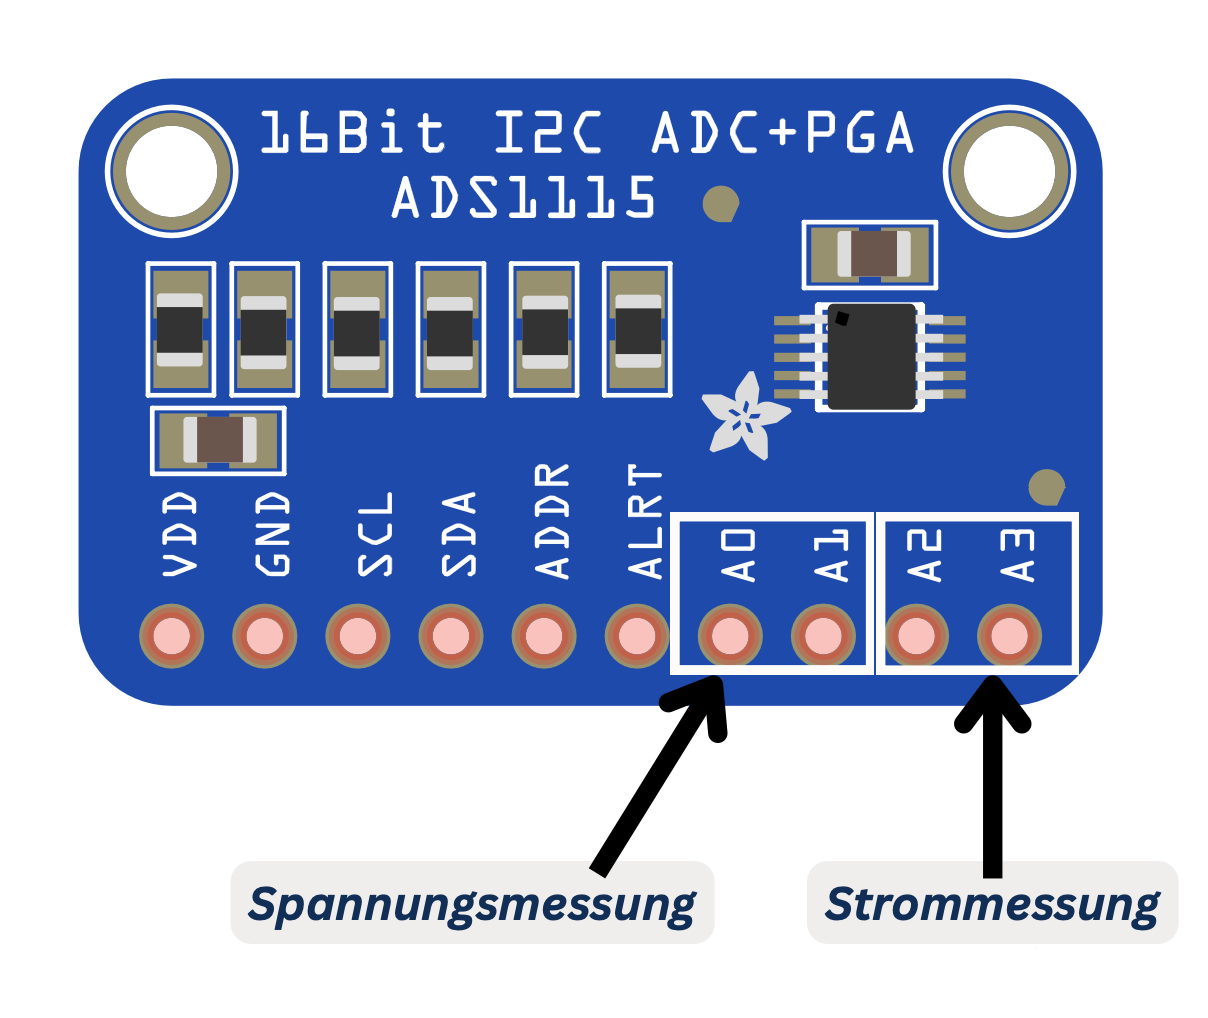 16Bit I2C ADC+PGA
ADS1115
VDD
GND
SCL
SDA
ADDR
ALRT
A0
A1
A2
A3
Spannungsmessung
Strommessung